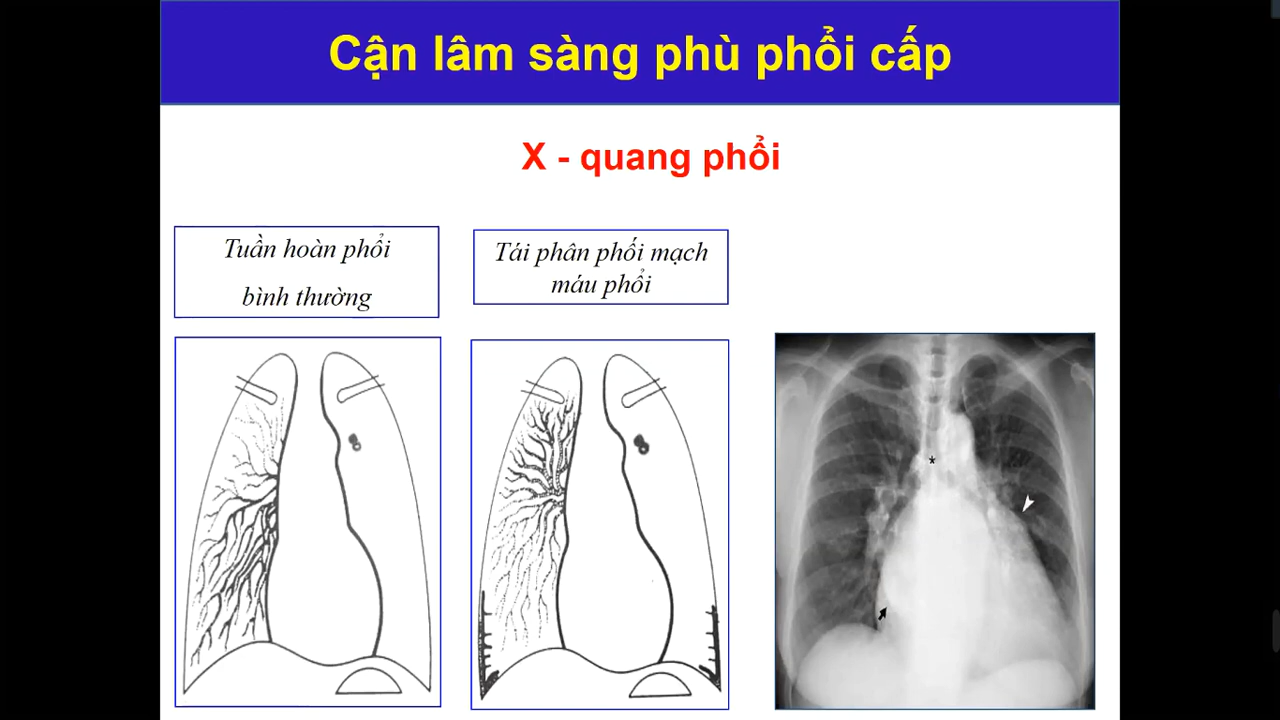 Cận lâm sàng phù phổi cấp
X - quang phổi
Tuần hoàn phổi
bình thường
Tái phân phối mạch
máu phổi
*